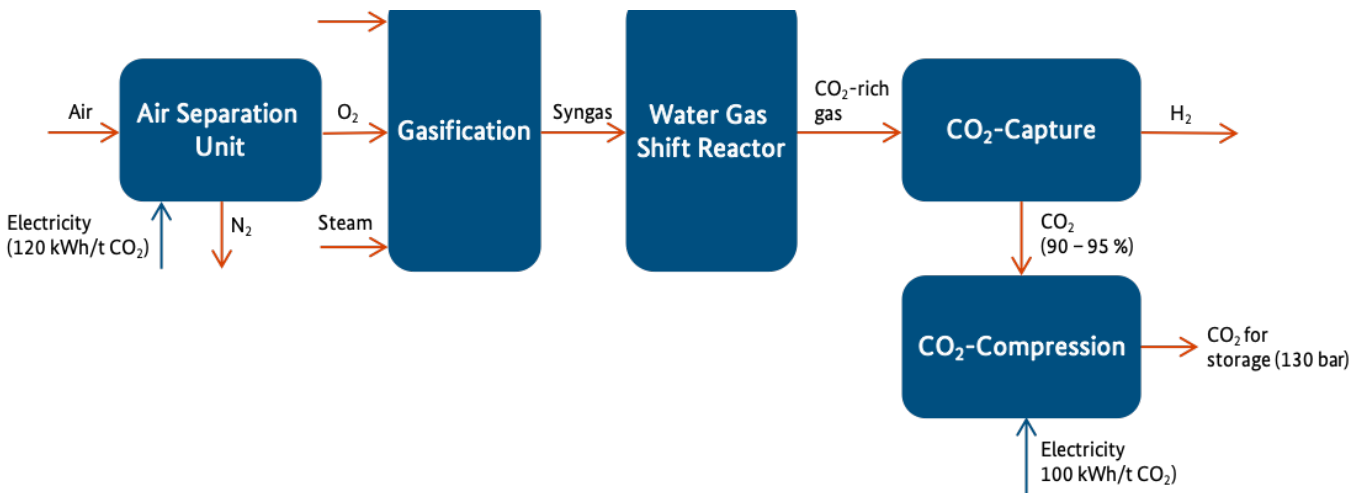 Air
Air Separation
Unit
O₂
Electricity
(120 kWh/t CO₂)
N₂
Steam
Gasification
Syngas
Water Gas
Shift Reactor
CO₂-rich
gas
CO₂-Capture
H₂
CO₂
(90 – 95 %)
CO₂-Compression
CO₂ for
storage (130 bar)
Electricity
100 kWh/t CO₂)